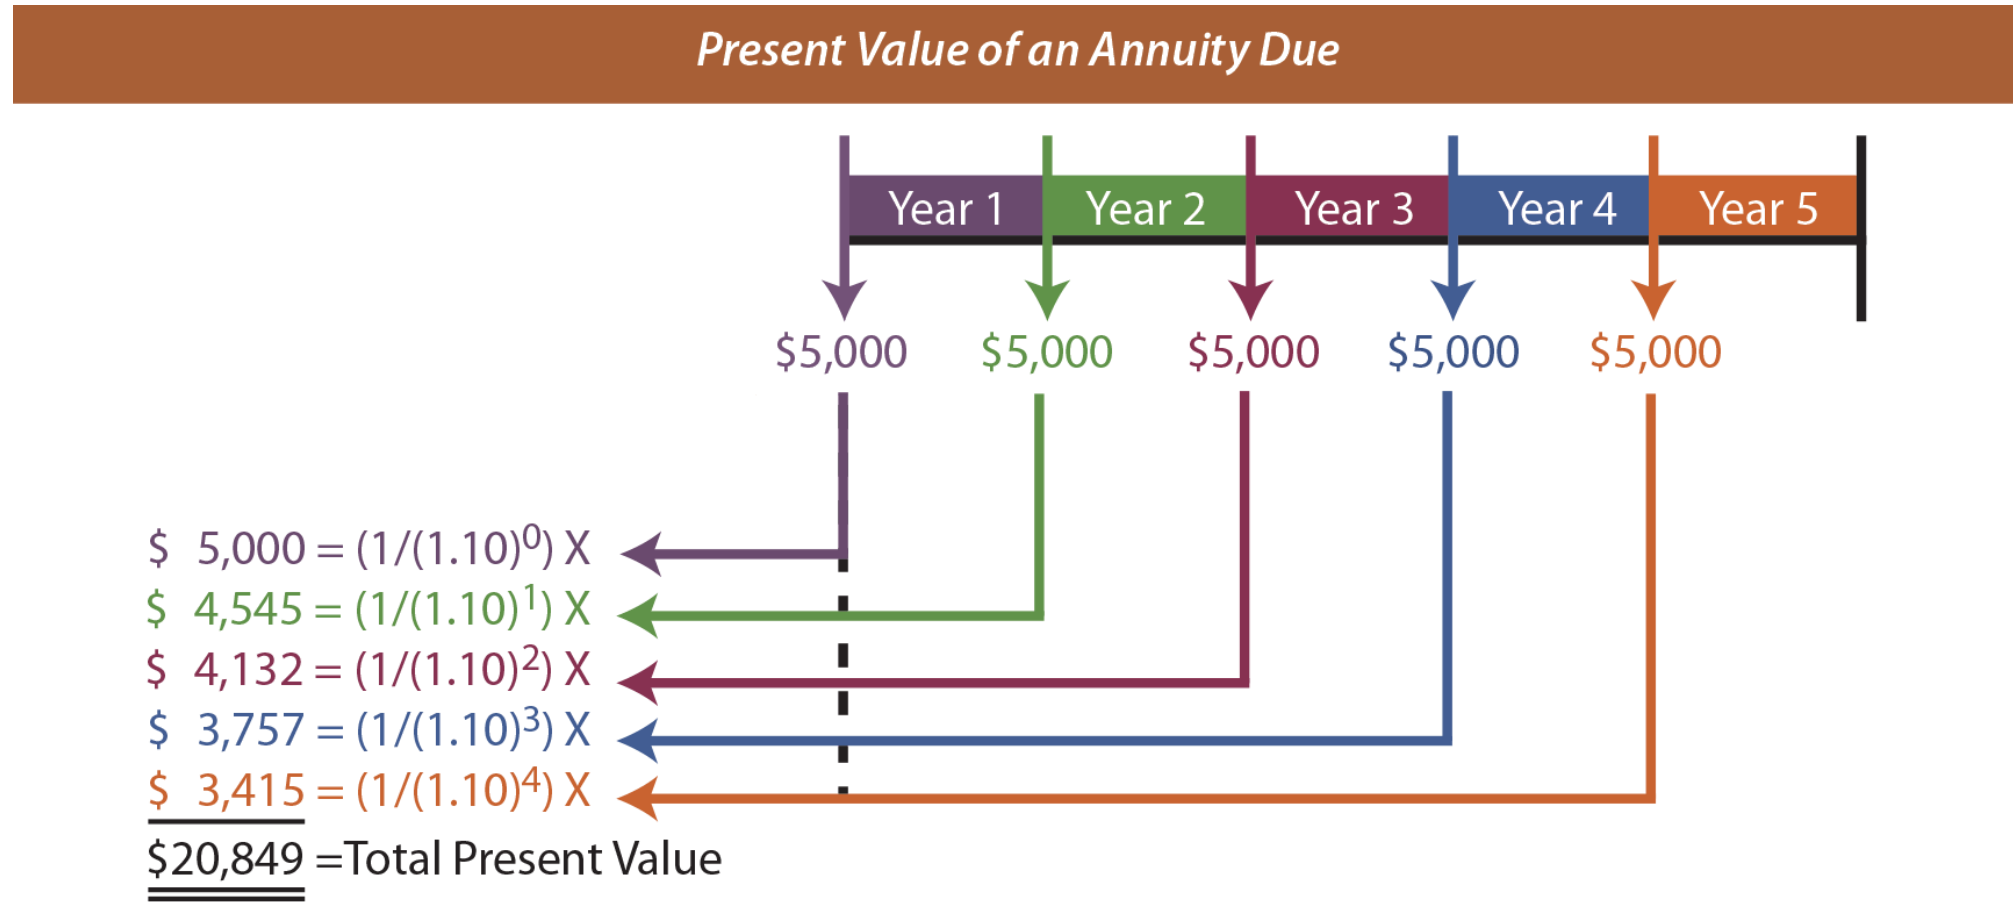 Present Value of an Annuity Due
Year 1 Year 2 Year 3 Year 4 Year 5
$5,000 $5,000 $5,000 $5,000 $5,000
$ 5,000 = (1/(1.10)⁰) X
$ 4,545 = (1/(1.10)¹) X
$ 4,132 = (1/(1.10)²) X
$ 3,757 = (1/(1.10)³) X
$ 3,415 = (1/(1.10)⁴) X
$20,849 =Total Present Value